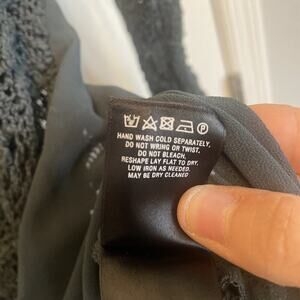 HAND WASH COLD SEPARATELY,
DO NOT WRING OR TWIST,
DO NOT BLEACH,
RESHAPE LAY FLAT TO DRY,
LOW IRON AS NEEDED,
MAY BE DRY CLEANED